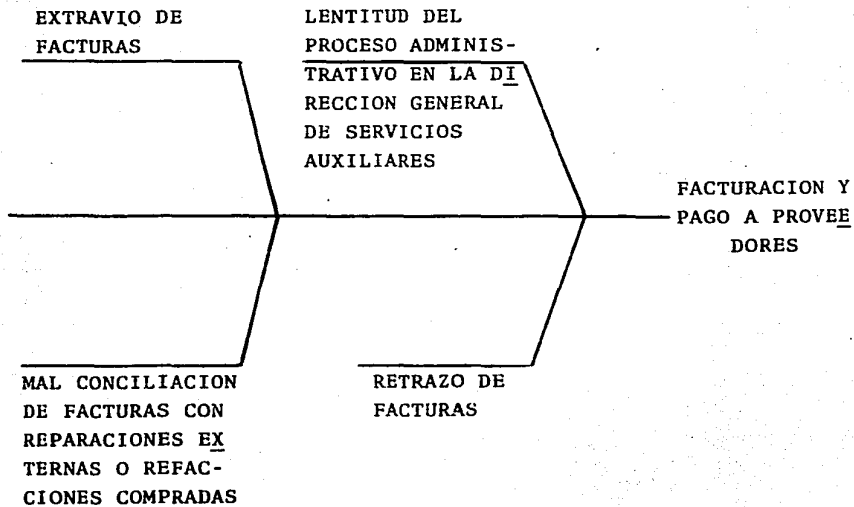 EXTRAVIO DE
FACTURAS
LENTITUD DEL
PROCESO ADMINIS-
TRATIVO EN LA DI
RECCION GENERAL
DE SERVICIOS
AUXILIARES
FACTURACION Y
PAGO A PROVEE
DORES
MAL CONCILIACION
DE FACTURAS CON
REPARACIONES EX
TERNAS O REFAC-
CIONES COMPRADAS
RETRAZO DE
FACTURAS